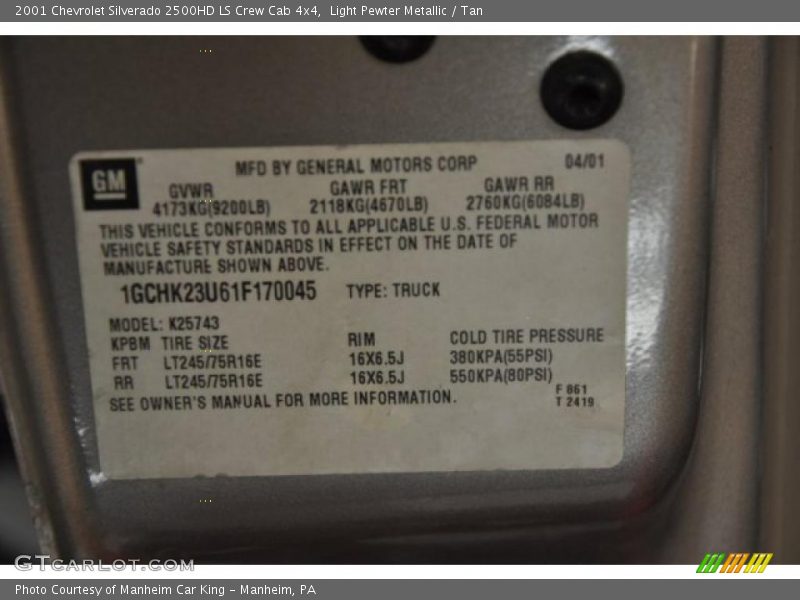 2001 Chevrolet Silverado 2500HD LS Crew Cab 4x4, Light Pewter Metallic / Tan
GM
MFD BY GENERAL MOTORS CORP 04/01
GVWR GAWR FRT GAWR RR
4173KG(9200LB) 2118KG(4670LB) 2760KG(6084LB)
THIS VEHICLE CONFORMS TO ALL APPLICABLE U.S. FEDERAL MOTOR
VEHICLE SAFETY STANDARDS IN EFFECT ON THE DATE OF
MANUFACTURE SHOWN ABOVE.
1GCHK23U61F170045 TYPE: TRUCK
MODEL: K25743
KPBM TIRE SIZE RIM COLD TIRE PRESSURE
FRT LT245/75R16E 16X6.5J 380KPA(55PSI)
RR LT245/75R16E 16X6.5J 550KPA(80PSI)
SEE OWNER'S MANUAL FOR MORE INFORMATION.
F 861
T 2419
GTCarLot.com
Photo Courtesy of Manheim Car King - Manheim, PA